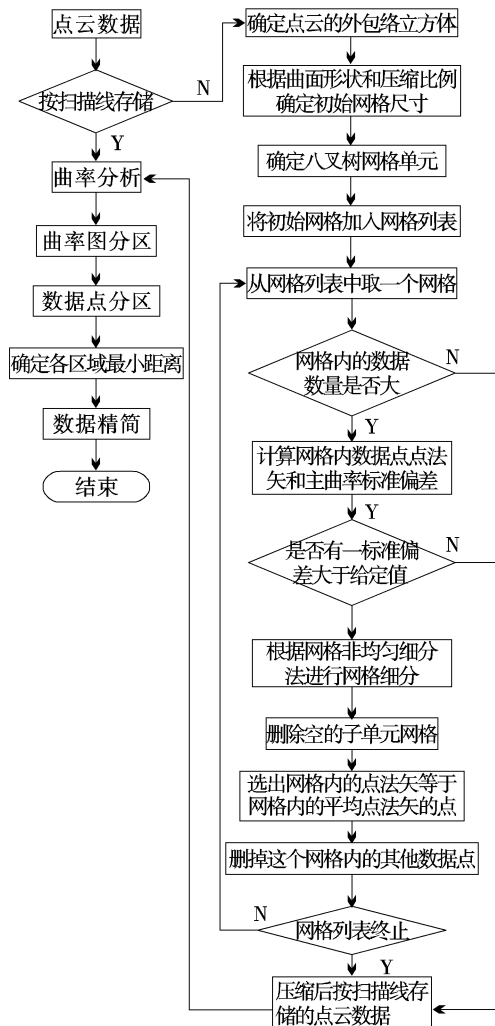 点云数据
按扫描线存储
N
Y
曲率分析
曲率图分区
数据点分区
确定各区域最小距离
数据精简
结束
确定点云的外包络立方体
根据曲面形状和压缩比例
确定初始网格尺寸
确定八叉树网格单元
将初始网格加入网格列表
从网格列表中取一个网格
网格内的数据
数量是否大
N
Y
计算网格内数据点点法
矢和主曲率标准偏差
Y
是否有一标准偏
差大于给定值
N
根据网格非均匀细分
法进行网格细分
删除空的子单元网格
选出网格内的点法矢等于
网格内的平均点法矢的点
删掉这个网格内的其他数据点
N
网格列表终止
Y
压缩后按扫描线存
储的点云数据